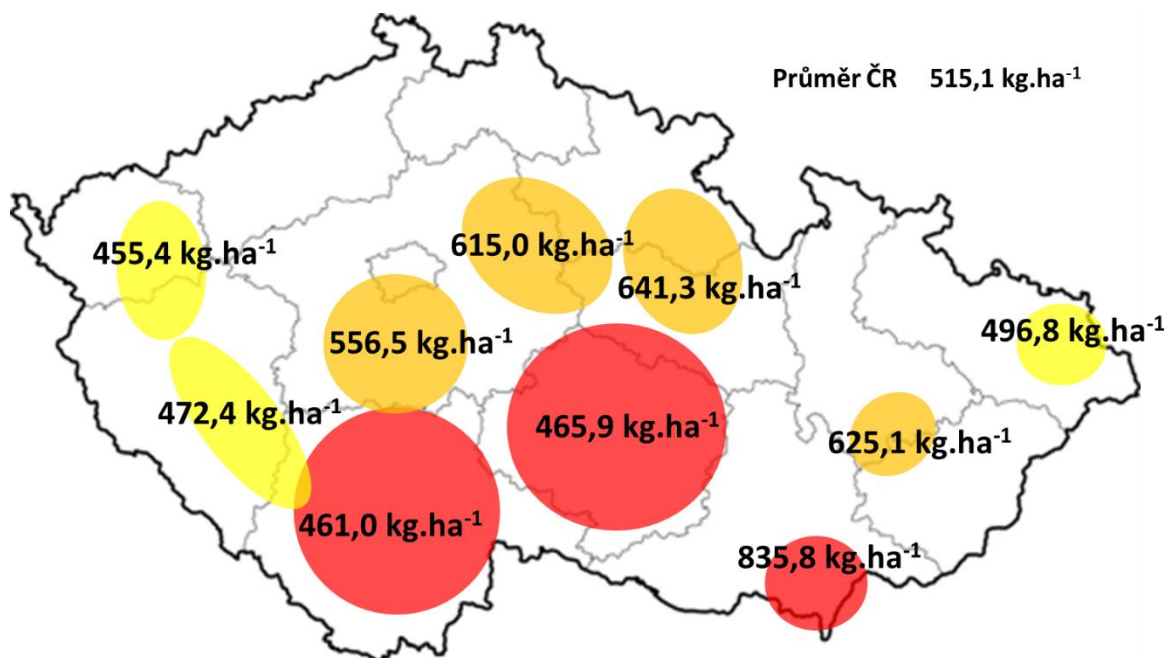 Průměr ČR 515,1 kg.ha⁻¹
455,4 kg.ha⁻¹
615,0 kg.ha⁻¹
641,3 kg.ha⁻¹
556,5 kg.ha⁻¹
496,8 kg.ha⁻¹
472,4 kg.ha⁻¹
465,9 kg.ha⁻¹
625,1 kg.ha⁻¹
461,0 kg.ha⁻¹
835,8 kg.ha⁻¹